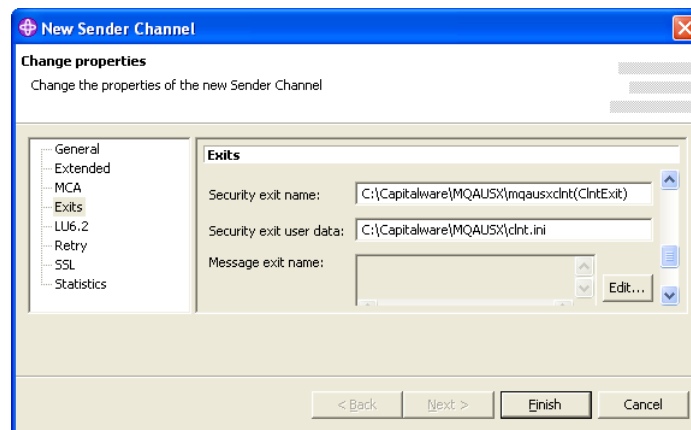 New Sender Channel
Change properties
Change the properties of the new Sender Channel
General
Extended
MCA
Exits
LU6.2
Retry
SSL
Statistics
Exits
Security exit name: C:\Capitalware\MQAUSX\mqausxclnt(ClntExit)
Security exit user data: C:\Capitalware\MQAUSX\clnt.ini
Message exit name:
Edit...
< Back Next > Finish Cancel